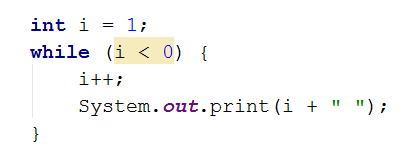 int i = 1;
while (i < 0) {
    i++;
    System.out.print(i + " ");
}